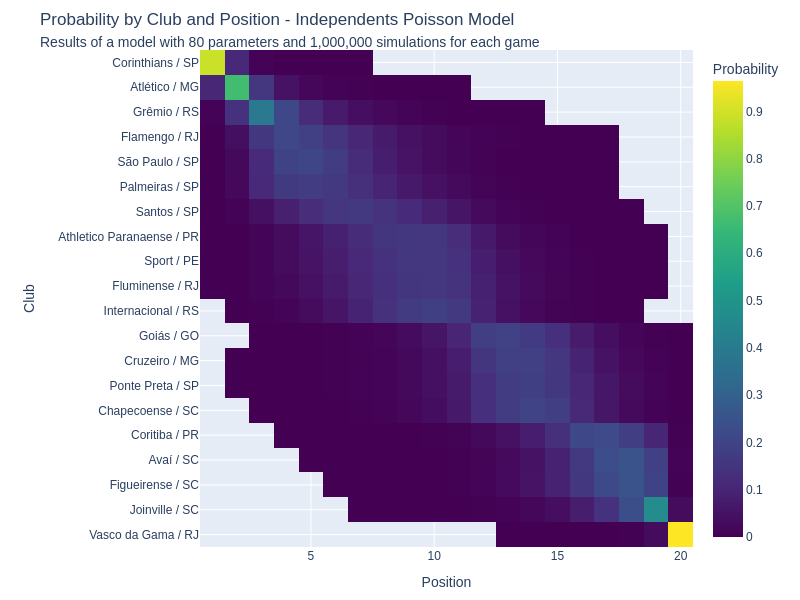 Probability by Club and Position - Independents Poisson Model
Results of a model with 80 parameters and 1,000,000 simulations for each game
Probability
Corinthians / SP
Atlético / MG
Grêmio / RS
Flamengo / RJ
São Paulo / SP
Palmeiras / SP
Santos / SP
Athletico Paranaense / PR
Sport / PE
Fluminense / RJ
Internacional / RS
Goiás / GO
Cruzeiro / MG
Ponte Preta / SP
Chapecoense / SC
Coritiba / PR
Avaí / SC
Figueirense / SC
Joinville / SC
Vasco da Gama / RJ
Club
5
10
15
20
Position
0.9
0.8
0.7
0.6
0.5
0.4
0.3
0.2
0.1
0